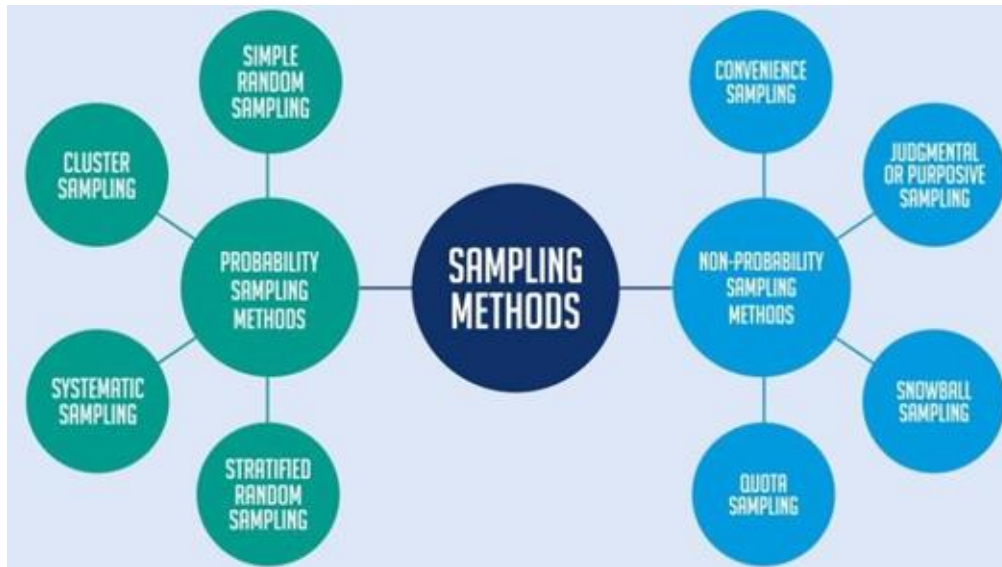 SIMPLE
RANDOM
SAMPLING
CLUSTER
SAMPLING
PROBABILITY
SAMPLING
METHODS
SYSTEMATIC
SAMPLING
STRATIFIED
RANDOM
SAMPLING
SAMPLING
METHODS
CONVENIENCE
SAMPLING
JUDGMENTAL
OR PURPOSIVE
SAMPLING
NON-PROBABILITY
SAMPLING
METHODS
SNOWBALL
SAMPLING
QUOTA
SAMPLING